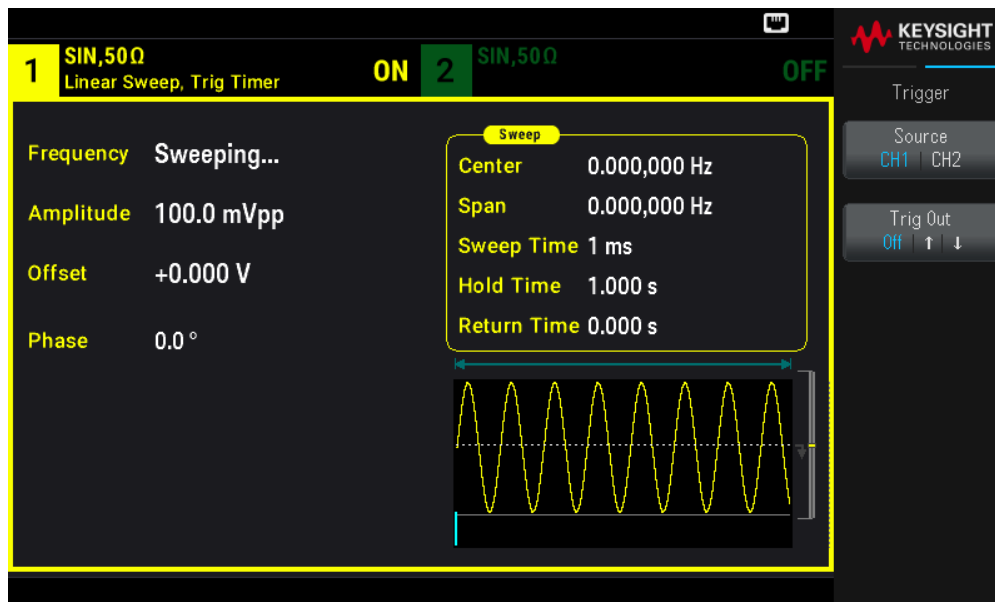 KEYSIGHT
TECHNOLOGIES
1 SIN,50Ω
Linear Sweep, Trig Timer
ON
2 SIN,50Ω
OFF
Trigger
Source
CH1 CH2
Trig Out
Off ↑ ↓
Frequency Sweeping...
Amplitude 100.0 mVpp
Offset +0.000 V
Phase 0.0 °
Sweep
Center 0.000,000 Hz
Span 0.000,000 Hz
Sweep Time 1 ms
Hold Time 1.000 s
Return Time 0.000 s